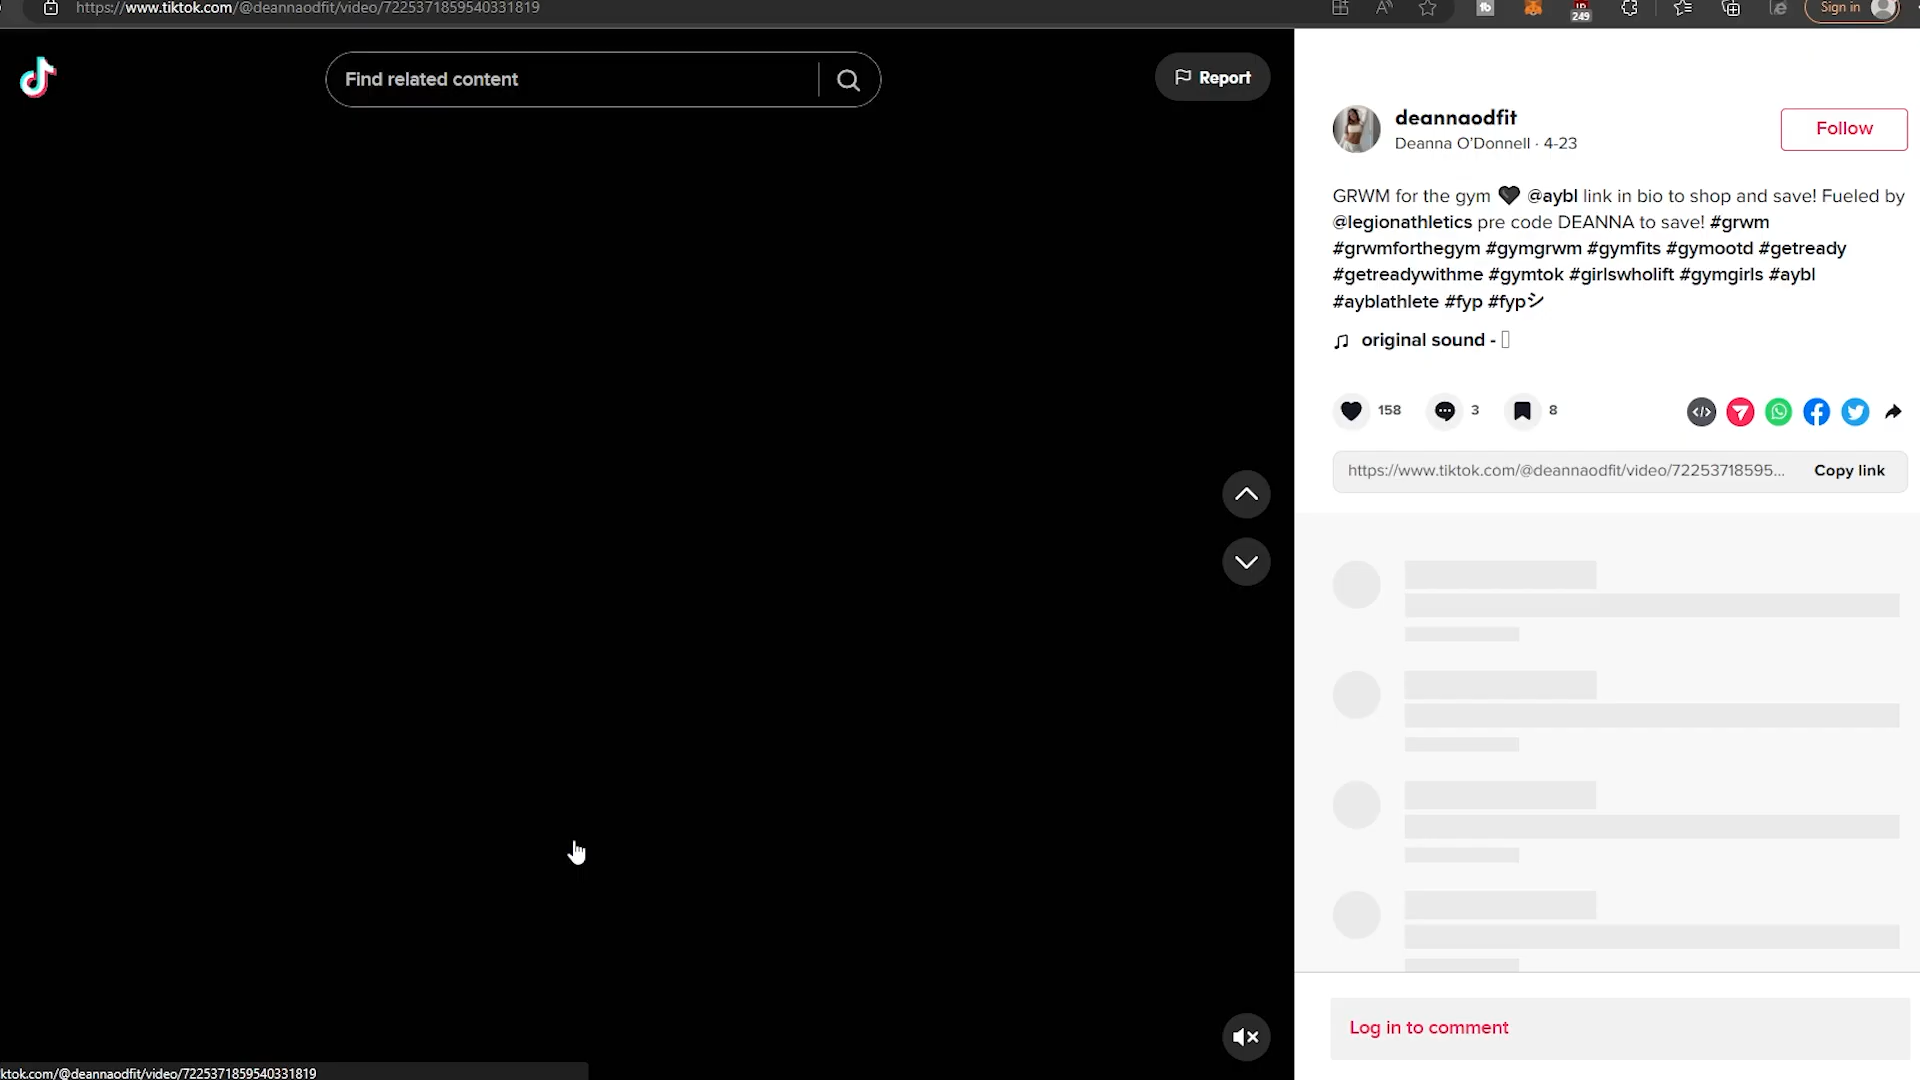 https://www.tiktok.com/@deannaodfit/video/7225371859540331819
249
Sign in
Find related content
Report
deannaodfit
Deanna O'Donnell · 4-23
Follow
GRWM for the gym 🖤 @aybl link in bio to shop and save! Fueled by
@legionathletics pre code DEANNA to save! #grwm
#grwmforthegym #gymgrwm #gymfits #gymootd #getready
#getreadywithme #gymtok #girlswholift #gymgirls #aybl
#ayblathlete #fyp #fypシ
original sound -
158
3
8
https://www.tiktok.com/@deannaodfit/video/72253718595...
Copy link
Log in to comment
ktok.com/@deannaodfit/video/7225371859540331819